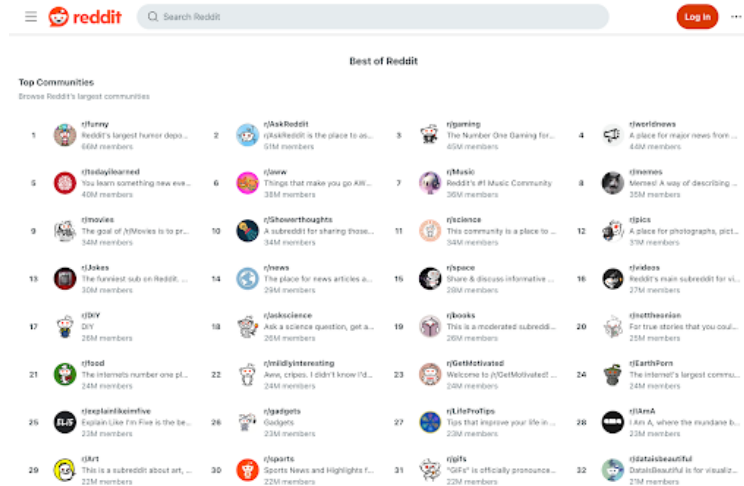 reddit
Search Reddit
Log In
Best of Reddit
Top Communities
Browse Reddit's largest communities
1
r/funny
Reddit's largest humor depo...
66M members
2
r/AskReddit
r/AskReddit is the place to as...
51M members
3
r/gaming
The Number One Gaming for...
45M members
4
r/worldnews
A place for major news from ...
44M members
5
r/todayilearned
You learn something new eve...
40M members
6
r/aww
Things that make you go AW...
38M members
7
r/Music
Reddit's #1 Music Community
36M members
8
r/memes
Memes! A way of describing ...
35M members
9
r/movies
The goal of /r/Movies is to pr...
34M members
10
r/Showerthoughts
A subreddit for sharing those...
34M members
11
r/science
This community is a place to ...
34M members
12
r/pics
A place for photographs, pict...
31M members
13
r/Jokes
The funniest sub on Reddit. ...
30M members
14
r/news
The place for news articles a...
29M members
15
r/space
Share & discuss informative ...
28M members
16
r/videos
Reddit's main subreddit for vi...
27M members
17
r/DIY
DIY
26M members
18
r/askscience
Ask a science question, get a...
26M members
19
r/books
This is a moderated subreddi...
26M members
20
r/nottheonion
For true stories that you coul...
25M members
21
r/food
The internets number one pl...
24M members
22
r/mildlyinteresting
Aww, cripes. I didn't know I'd...
24M members
23
r/GetMotivated
Welcome to /r/GetMotivated! ...
24M members
24
r/EarthPorn
The internet's largest commu...
24M members
25
ELI5
r/explainlikeimfive
Explain Like I'm Five is the be...
23M members
26
r/gadgets
Gadgets
23M members
27
r/LifeProTips
Tips that improve your life in ...
23M members
28
r/IAmA
I Am A, where the mundane b...
23M members
29
r/Art
This is a subreddit about art, ...
22M members
30
r/sports
Sports News and Highlights f...
22M members
31
r/gifs
"GIFs" is officially pronounce...
22M members
32
r/dataisbeautiful
DataIsBeautiful is for visualiz...
21M members